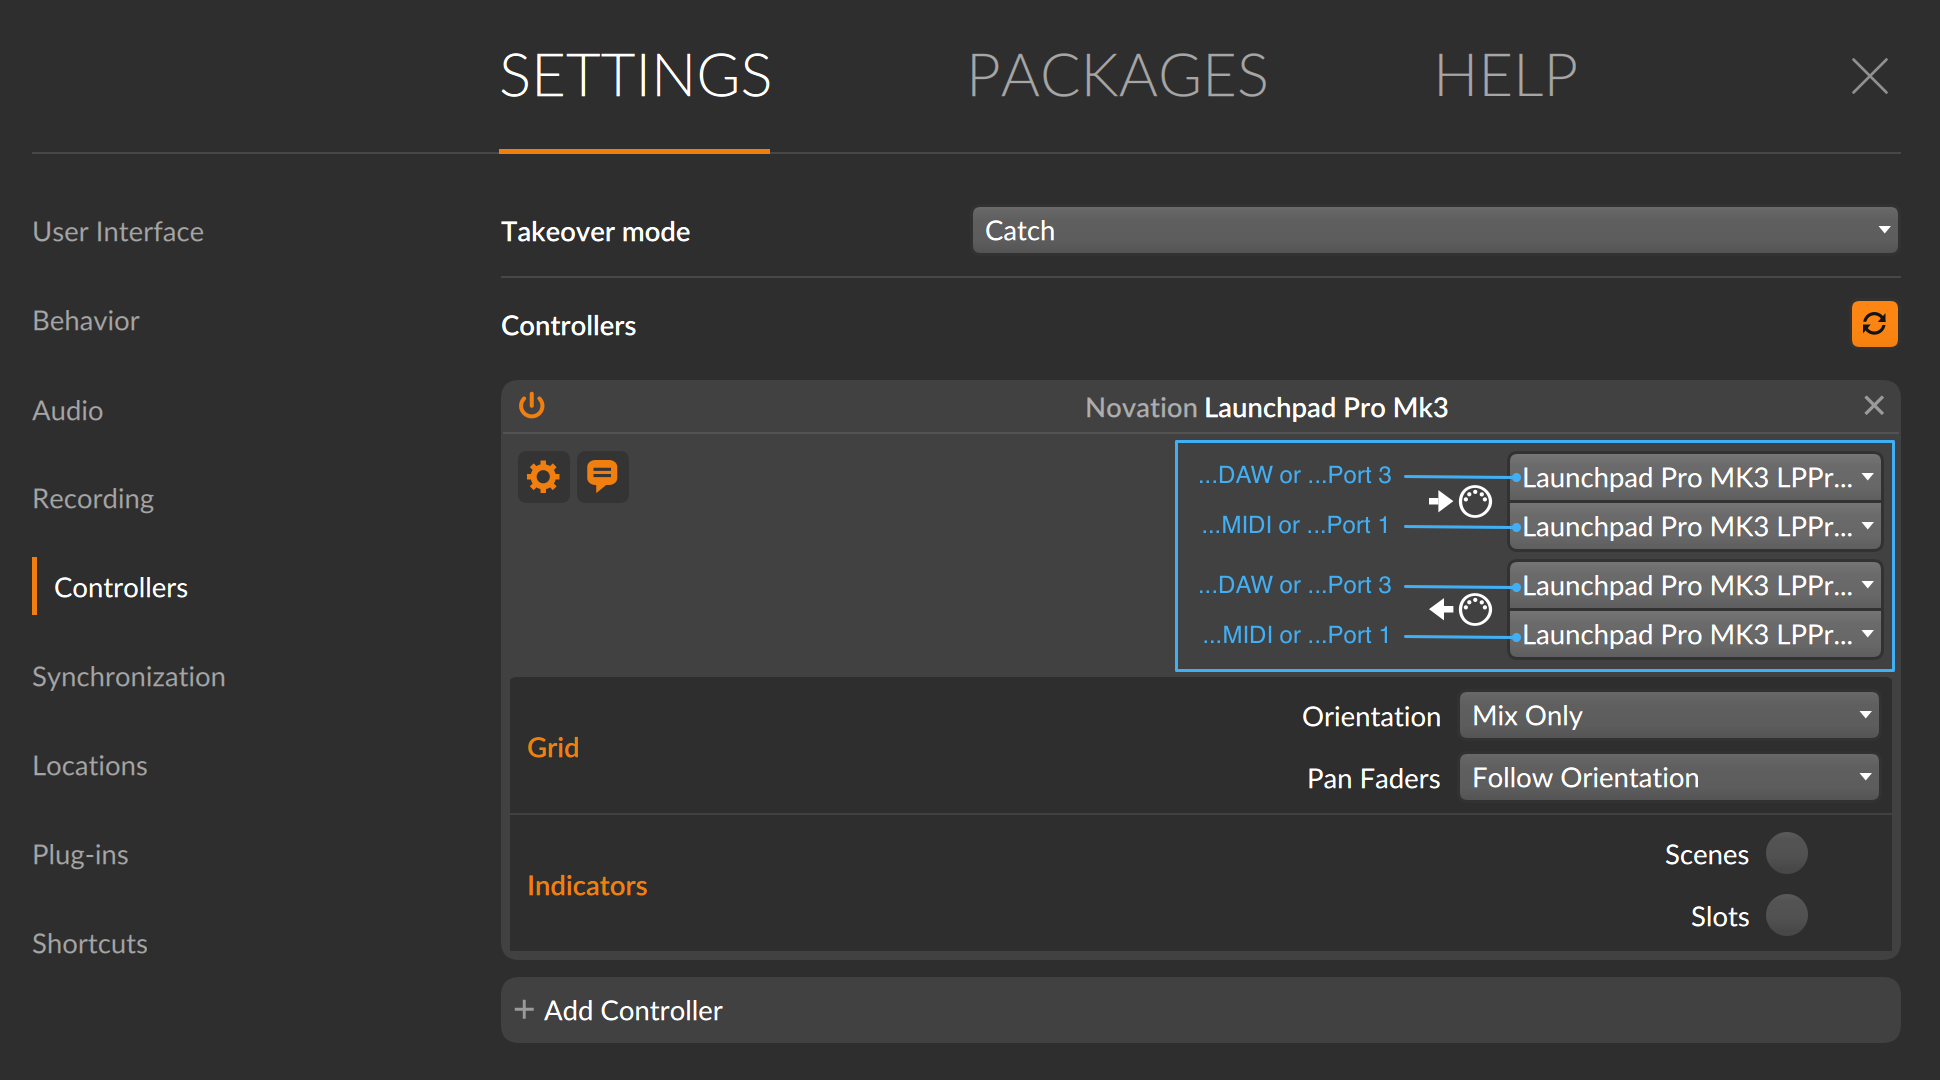 SETTINGS PACKAGES HELP
User Interface
Behavior
Audio
Recording
Controllers
Synchronization
Locations
Plug-ins
Shortcuts
Takeover mode Catch
Controllers
Novation Launchpad Pro Mk3
...DAW or ...Port 3 Launchpad Pro MK3 LPPr...
...MIDI or ...Port 1 Launchpad Pro MK3 LPPr...
...DAW or ...Port 3 Launchpad Pro MK3 LPPr...
...MIDI or ...Port 1 Launchpad Pro MK3 LPPr...
Grid
Orientation Mix Only
Pan Faders Follow Orientation
Indicators
Scenes
Slots
+ Add Controller